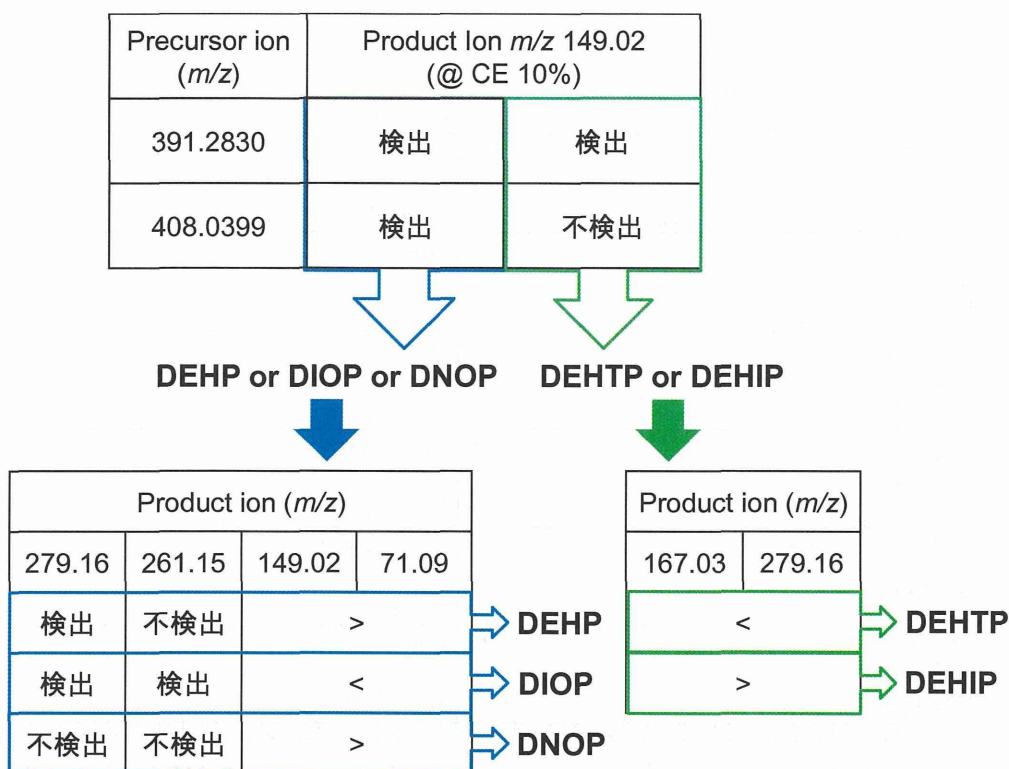 Precursor ion
(m/z)
Product Ion m/z 149.02
(@ CE 10%)
391.2830 検出 検出
408.0399 検出 不検出
DEHP or DIOP or DNOP DEHTP or DEHIP
Product ion (m/z)
279.16 261.15 149.02 71.09
検出 不検出 > DEHP
検出 検出 < DIOP
不検出 不検出 > DNOP
Product ion (m/z)
167.03 279.16
< DEHTP
> DEHIP